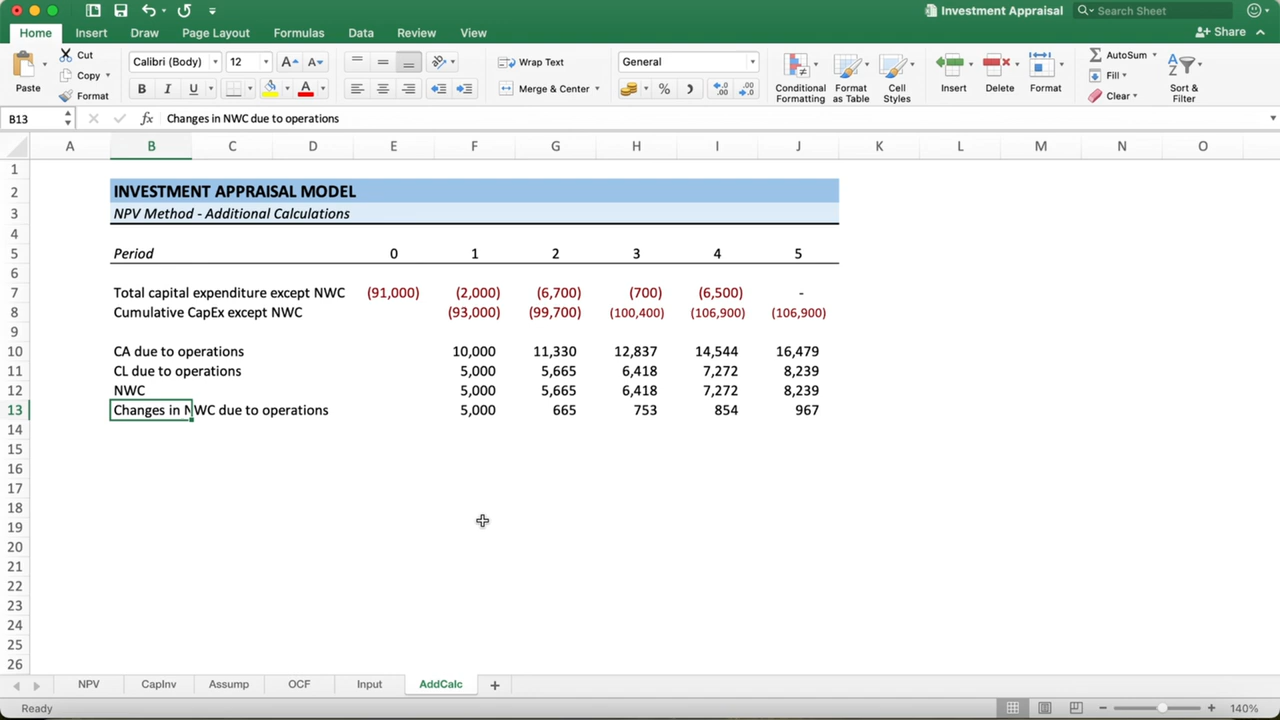 Investment Appraisal
Search Sheet
Home Insert Draw Page Layout Formulas Data Review View
Share
Paste
Cut
Copy
Format
Calibri (Body) 12
B I U
Wrap Text
Merge & Center
General
Conditional Formatting
Format as Table
Cell Styles
Insert
Delete
Format
AutoSum
Fill
Clear
Sort & Filter
B13 fx Changes in NWC due to operations
A B C D E F G H I J K L M N O
1
2 INVESTMENT APPRAISAL MODEL
3 NPV Method - Additional Calculations
4
5 Period 0 1 2 3 4 5
6
7 Total capital expenditure except NWC (91,000) (2,000) (6,700) (700) (6,500) -
8 Cumulative CapEx except NWC (93,000) (99,700) (100,400) (106,900) (106,900)
9
10 CA due to operations 10,000 11,330 12,837 14,544 16,479
11 CL due to operations 5,000 5,665 6,418 7,272 8,239
12 NWC 5,000 5,665 6,418 7,272 8,239
13 Changes in NWC due to operations 5,000 665 753 854 967
14
15
16
17
18
19
20
21
22
23
24
25
26
NPV CapInv Assump OCF Input AddCalc +
Ready 140%